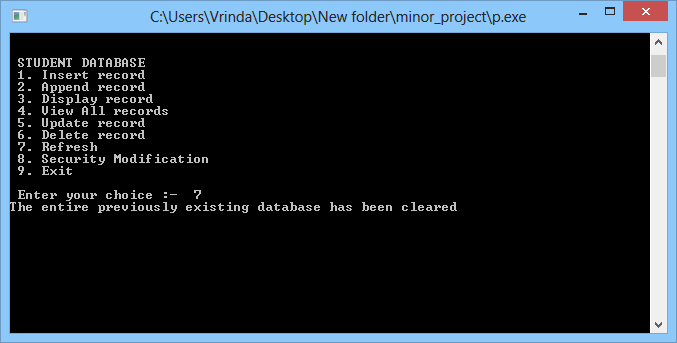 C:\Users\Vrinda\Desktop\New folder\minor_project\p.exe
STUDENT DATABASE
1. Insert record
2. Append record
3. Display record
4. View All records
5. Update record
6. Delete record
7. Refresh
8. Security Modification
9. Exit
Enter your choice :-  7
The entire previously existing database has been cleared